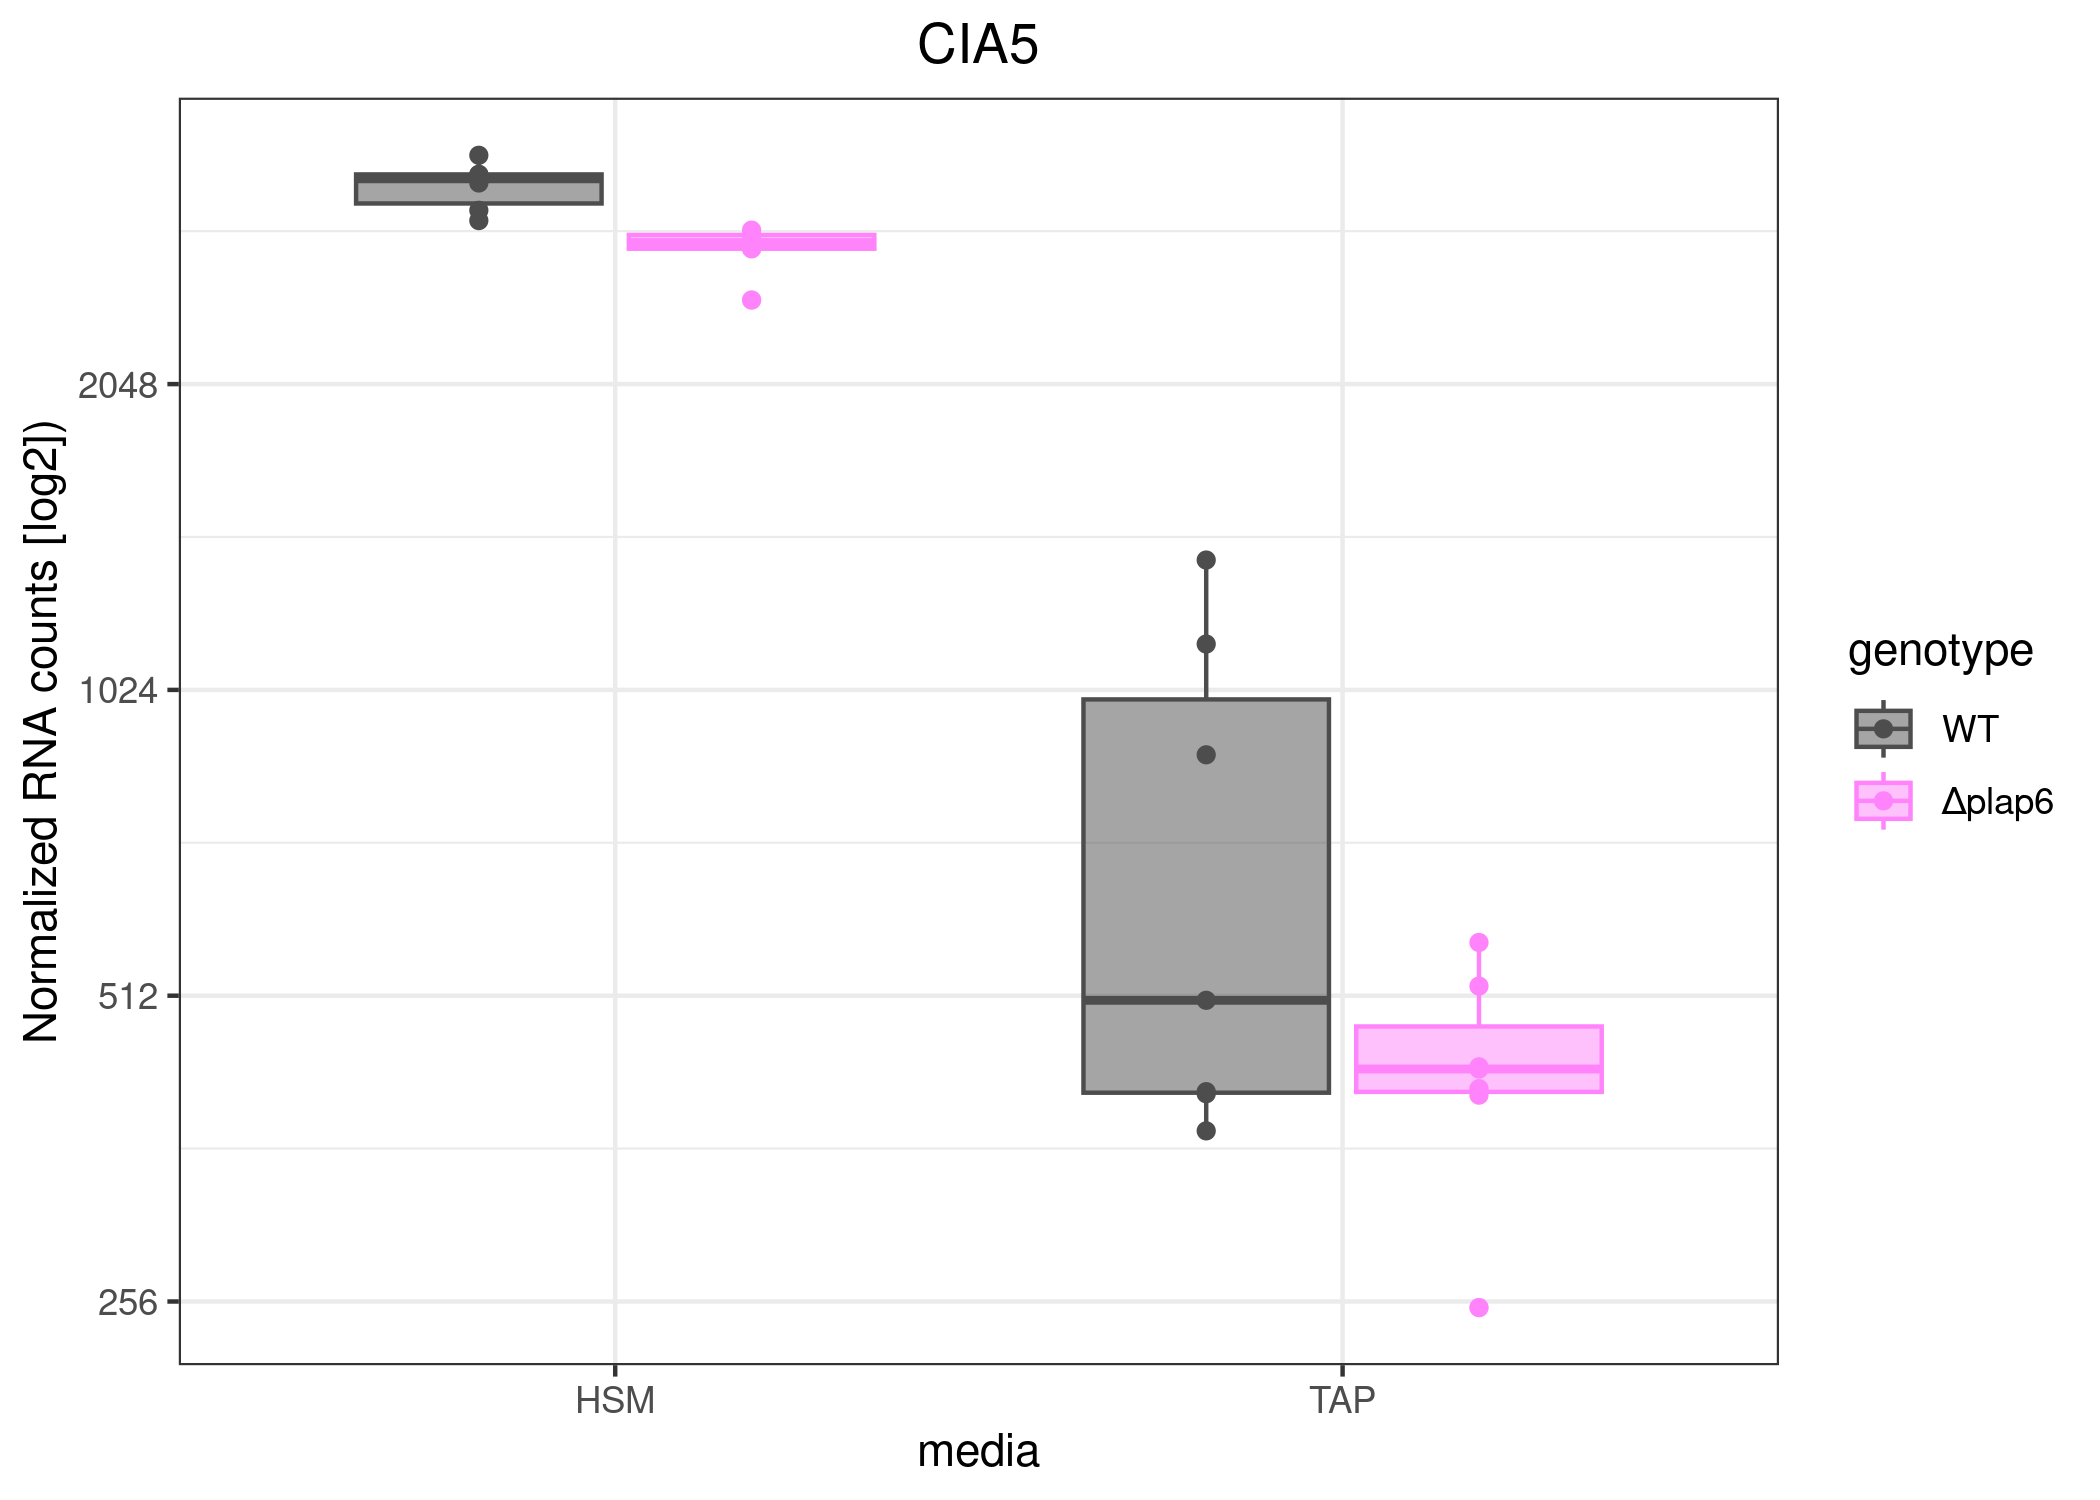 CIA5
Normalized RNA counts [log2])
2048
1024
512
256
HSM
TAP
media
genotype
WT
Δplap6